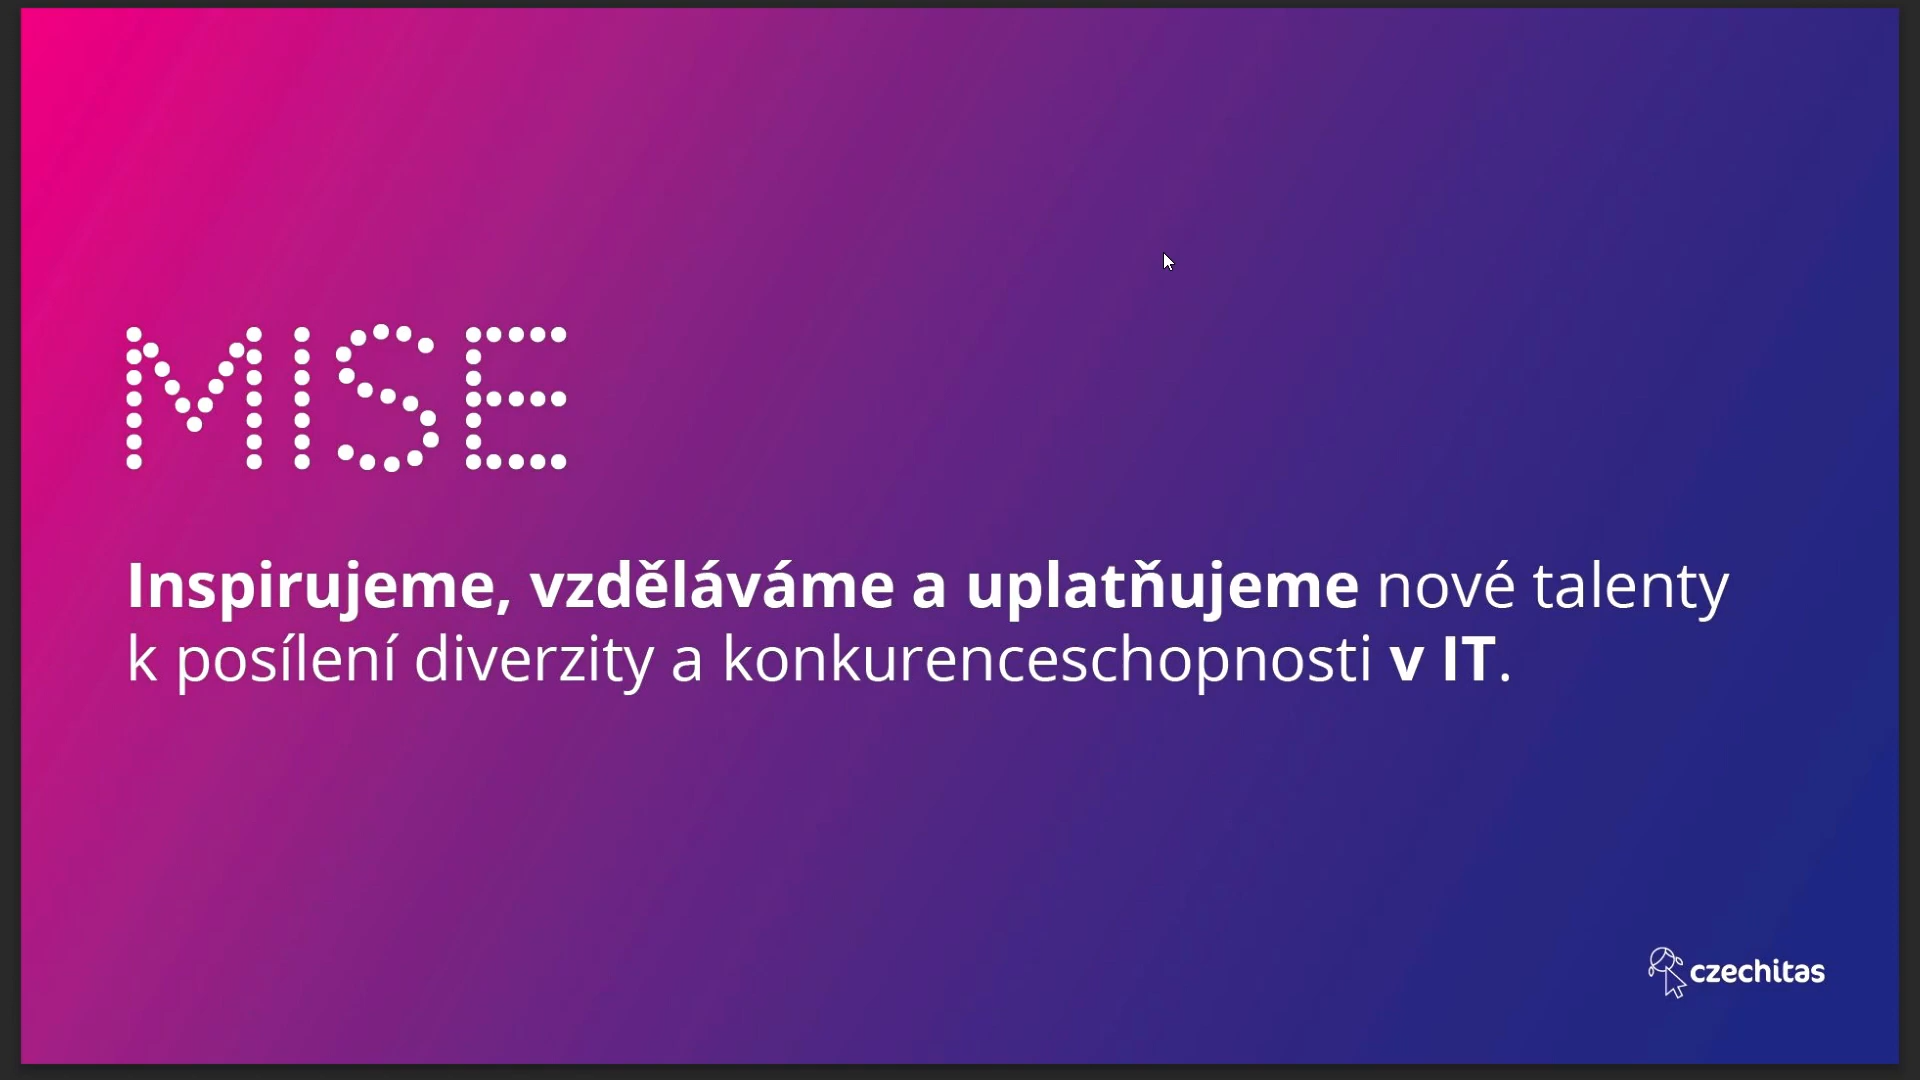 MISE
Inspirujeme, vzděláváme a uplatňujeme nové talenty
k posílení diverzity a konkurenceschopnosti v IT.
czechitas